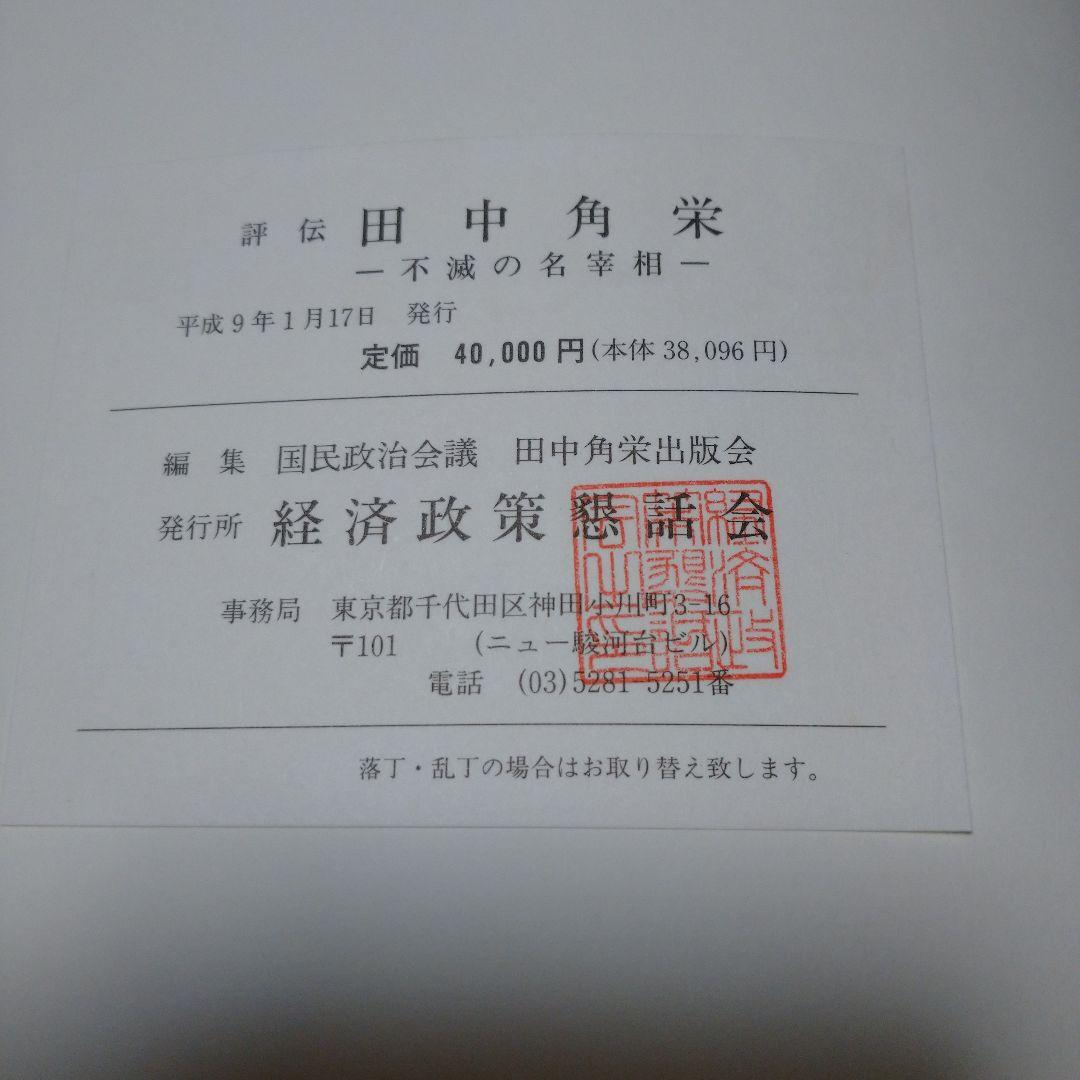 評伝 田中角栄
―不滅の名宰相―
平成9年1月17日 発行
定価 40,000円(本体38,096円)
編集 国民政治会議 田中角栄出版会
発行所 経済政策懇話会
事務局 東京都千代田区神田小川町3-16
〒101 (ニュー駿河台ビル)
電話 (03)5281-5251番
落丁・乱丁の場合はお取り替え致します。